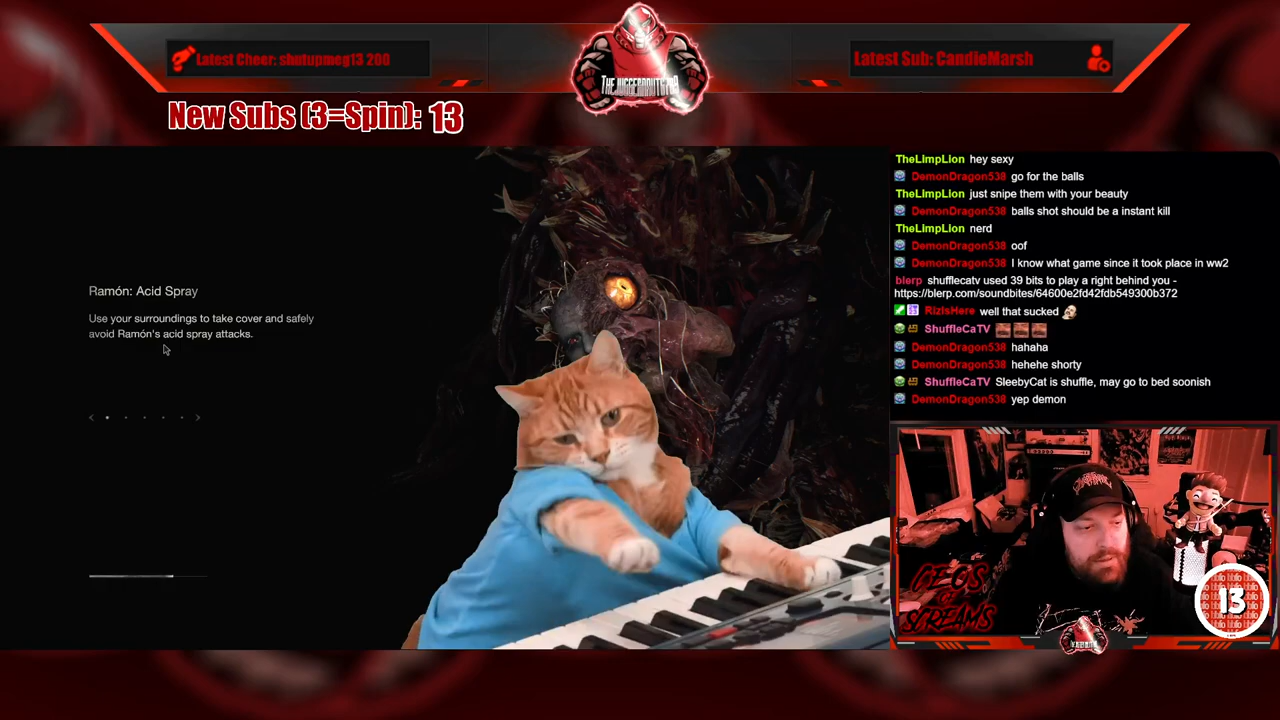 Latest Cheer: shutupmeg13 200
Latest Sub: CandieMarsh
New Subs (3=Spin): 13
Ramón: Acid Spray
Use your surroundings to take cover and safely
avoid Ramón's acid spray attacks.
TheLImpLion hey sexy
DemonDragon538 go for the balls
TheLImpLion just snipe them with your beauty
DemonDragon538 balls shot should be a instant kill
TheLImpLion nerd
DemonDragon538 oof
DemonDragon538 I know what game since it took place in ww2
blerp shufflecatv used 39 bits to play a right behind you -
https://blerp.com/soundbites/64600e2fd42fdb549300b372
RizIsHere well that sucked
ShuffleCaTV
DemonDragon538 hahaha
DemonDragon538 hehehe shorty
ShuffleCaTV SleebyCat is shuffle, may go to bed soonish
DemonDragon538 yep demon
SCREAMS
13